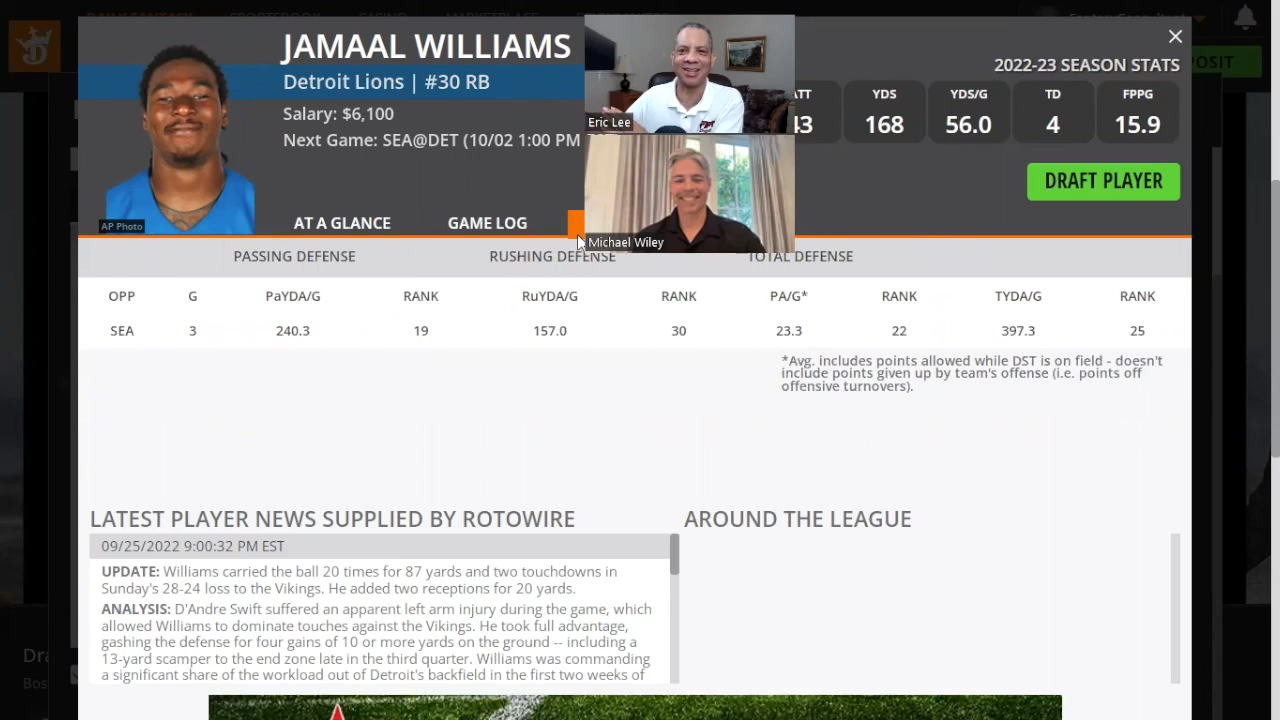 JAMAAL WILLIAMS
Detroit Lions | #30 RB
Salary: $6,100
Next Game: SEA@DET (10/02 1:00 PM
AP Photo
AT A GLANCE
GAME LOG
Eric Lee
Michael Wiley
2022-23 SEASON STATS
YDS YDS/G TD FPPG
168 56.0 4 15.9
DRAFT PLAYER
PASSING DEFENSE RUSHING DEFENSE TOTAL DEFENSE
OPP G PaYDA/G RANK RuYDA/G RANK PA/G* RANK TYDA/G RANK
SEA 3 240.3 19 157.0 30 23.3 22 397.3 25
*Avg. includes points allowed while DST is on field - doesn't
include points given up by team's offense (i.e. points off
offensive turnovers).
LATEST PLAYER NEWS SUPPLIED BY ROTOWIRE
09/25/2022 9:00:32 PM EST
UPDATE: Williams carried the ball 20 times for 87 yards and two touchdowns in
Sunday's 28-24 loss to the Vikings. He added two receptions for 20 yards.
ANALYSIS: D'Andre Swift suffered an apparent left arm injury during the game, which
allowed Williams to dominate touches against the Vikings. He took full advantage,
gashing the defense for four gains of 10 or more yards on the ground -- including a
13-yard scamper to the end zone late in the third quarter. Williams was commanding
a significant share of the workload out of Detroit's backfield in the first two weeks of
AROUND THE LEAGUE